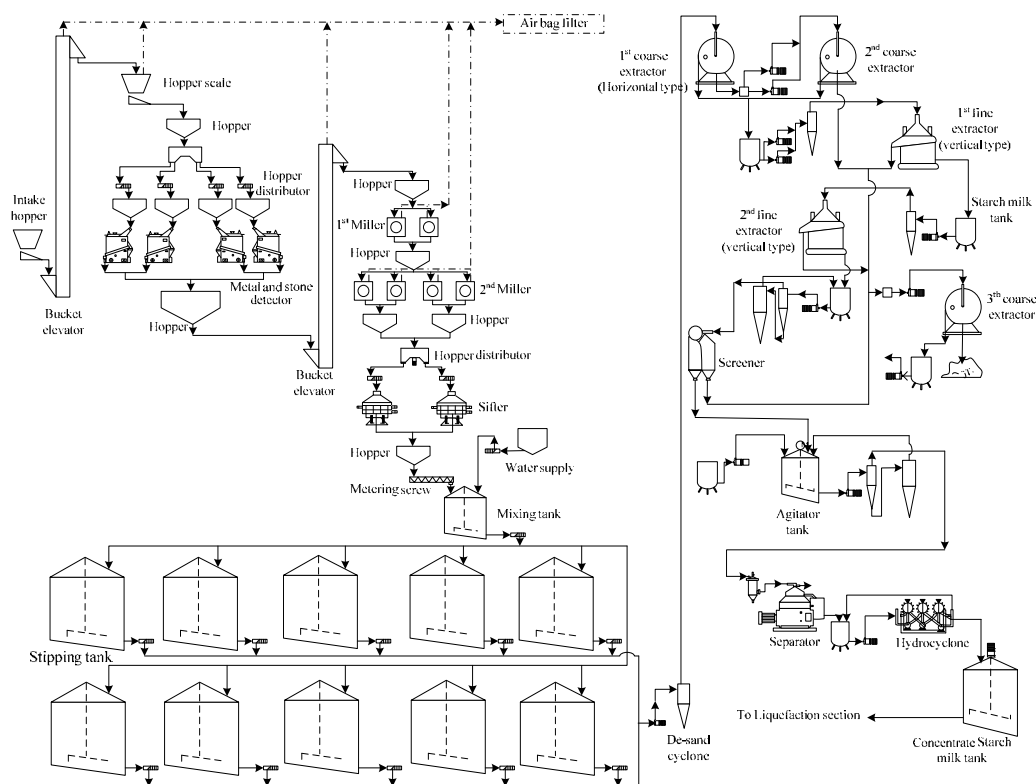 Air bag filter
Hopper scale
Hopper
Hopper
distributor
Intake
hopper
Metal and stone
detector
Hopper
Bucket
elevator
Bucket
elevator
Hopper
1st Miller
Hopper
2nd Miller
Hopper
Hopper distributor
Sifter
Hopper
Water supply
Metering screw
Mixing tank
Stipping tank
De-sand
cyclone
1st coarse
extractor
(Horizontal type)
2nd coarse
extractor
1st fine
extractor
(vertical type)
Starch milk
tank
2nd fine
extractor
(vertical type)
3th coarse
extractor
Screener
Agitator
tank
Separator
Hydrocyclone
To Liquefaction section
Concentrate Starch
milk tank